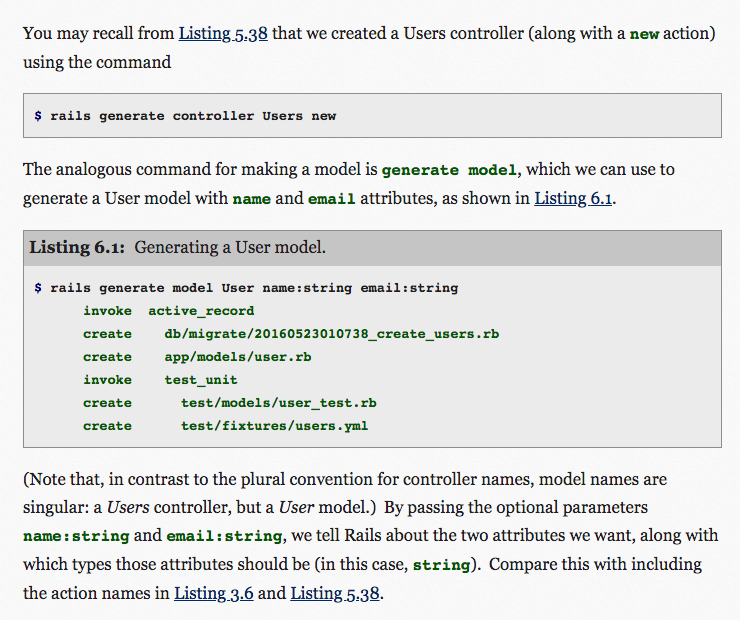 You may recall from Listing 5.38 that we created a Users controller (along with a new action)
using the command
$ rails generate controller Users new
The analogous command for making a model is generate model, which we can use to
generate a User model with name and email attributes, as shown in Listing 6.1.
Listing 6.1: Generating a User model.
$ rails generate model User name:string email:string
invoke active_record
create db/migrate/20160523010738_create_users.rb
create app/models/user.rb
invoke test_unit
create test/models/user_test.rb
create test/fixtures/users.yml
(Note that, in contrast to the plural convention for controller names, model names are
singular: a Users controller, but a User model.) By passing the optional parameters
name:string and email:string, we tell Rails about the two attributes we want, along with
which types those attributes should be (in this case, string). Compare this with including
the action names in Listing 3.6 and Listing 5.38.